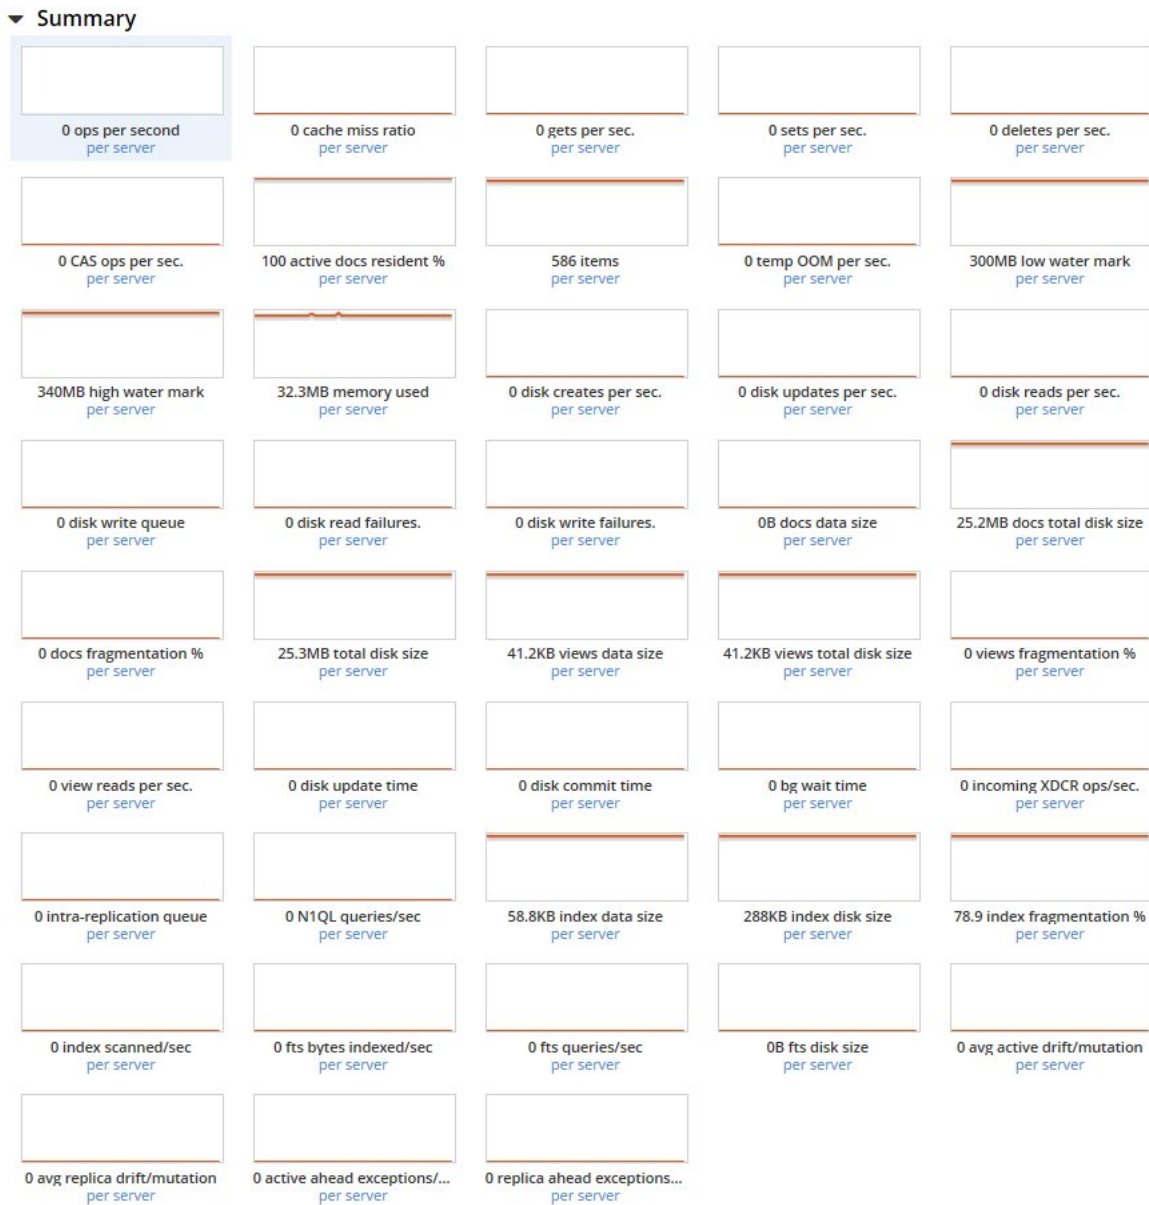 Summary
0 ops per second
per server
0 cache miss ratio
per server
0 gets per sec.
per server
0 sets per sec.
per server
0 deletes per sec.
per server
0 CAS ops per sec.
per server
100 active docs resident %
per server
586 items
per server
0 temp OOM per sec.
per server
300MB low water mark
per server
340MB high water mark
per server
32.3MB memory used
per server
0 disk creates per sec.
per server
0 disk updates per sec.
per server
0 disk reads per sec.
per server
0 disk write queue
per server
0 disk read failures.
per server
0 disk write failures.
per server
0B docs data size
per server
25.2MB docs total disk size
per server
0 docs fragmentation %
per server
25.3MB total disk size
per server
41.2KB views data size
per server
41.2KB views total disk size
per server
0 views fragmentation %
per server
0 view reads per sec.
per server
0 disk update time
per server
0 disk commit time
per server
0 bg wait time
per server
0 incoming XDCR ops/sec.
per server
0 intra-replication queue
per server
0 N1QL queries/sec
per server
58.8KB index data size
per server
288KB index disk size
per server
78.9 index fragmentation %
per server
0 index scanned/sec
per server
0 fts bytes indexed/sec
per server
0 fts queries/sec
per server
0B fts disk size
per server
0 avg active drift/mutation
per server
0 avg replica drift/mutation
per server
0 active ahead exceptions/...
per server
0 replica ahead exceptions...
per server